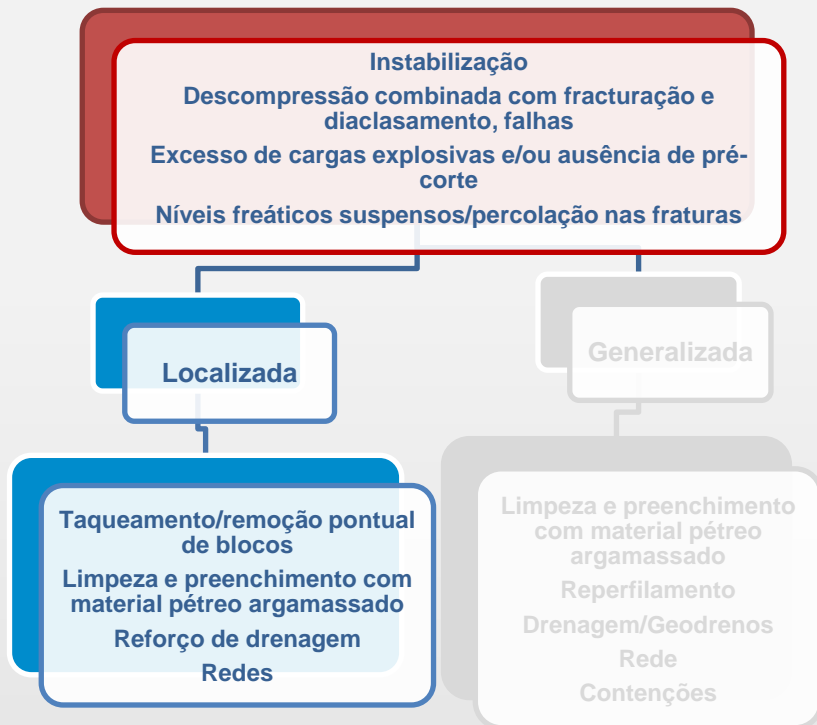 Instabilização
Descompressão combinada com fracturação e
diaclasamento, falhas
Excesso de cargas explosivas e/ou ausência de pré-
corte
Níveis freáticos suspensos/percolação nas fraturas
Localizada
Generalizada
Taqueamento/remoção pontual
de blocos
Limpeza e preenchimento com
material pétreo argamassado
Reforço de drenagem
Redes
Limpeza e preenchimento
com material pétreo
argamassado
Reperfilamento
Drenagem/Geodrenos
Rede
Contenções